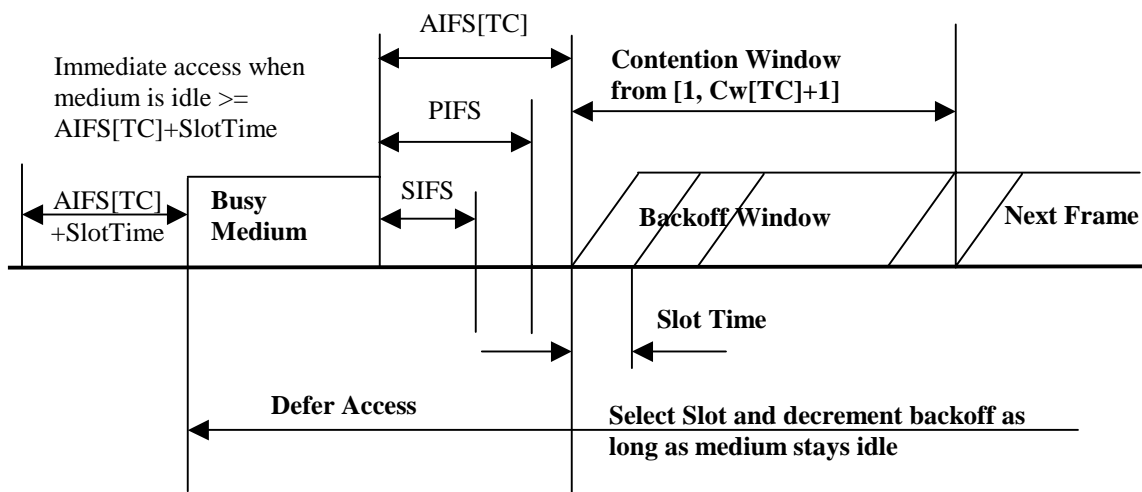 AIFS[TC]
Immediate access when
medium is idle >=
AIFS[TC]+SlotTime
Contention Window
from [1, Cw[TC]+1]
PIFS
SIFS
AIFS[TC]
+SlotTime
Busy
Medium
Backoff Window
Next Frame
Slot Time
Defer Access
Select Slot and decrement backoff as
long as medium stays idle